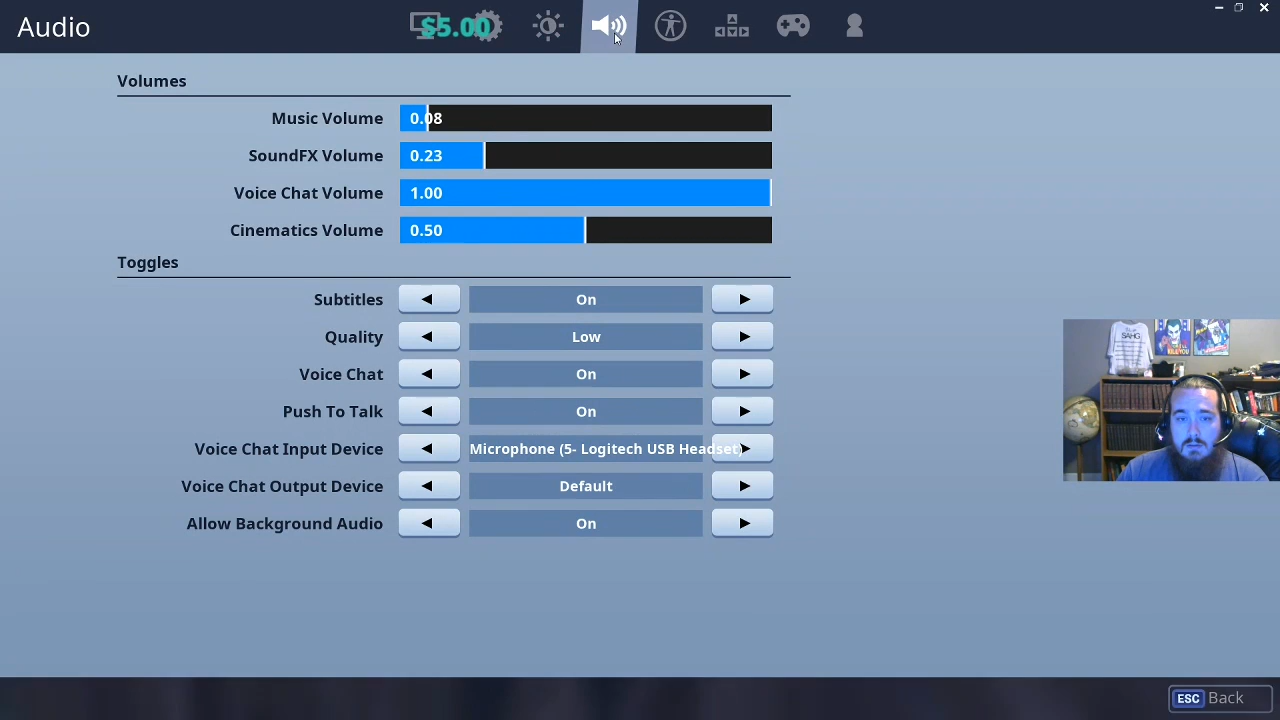 Audio
$5.00
Volumes
Music Volume
0.08
SoundFX Volume
0.23
Voice Chat Volume
1.00
Cinematics Volume
0.50
Toggles
Subtitles
On
Quality
Low
Voice Chat
On
Push To Talk
On
Voice Chat Input Device
Microphone (5- Logitech USB Headset)
Voice Chat Output Device
Default
Allow Background Audio
On
ESC Back